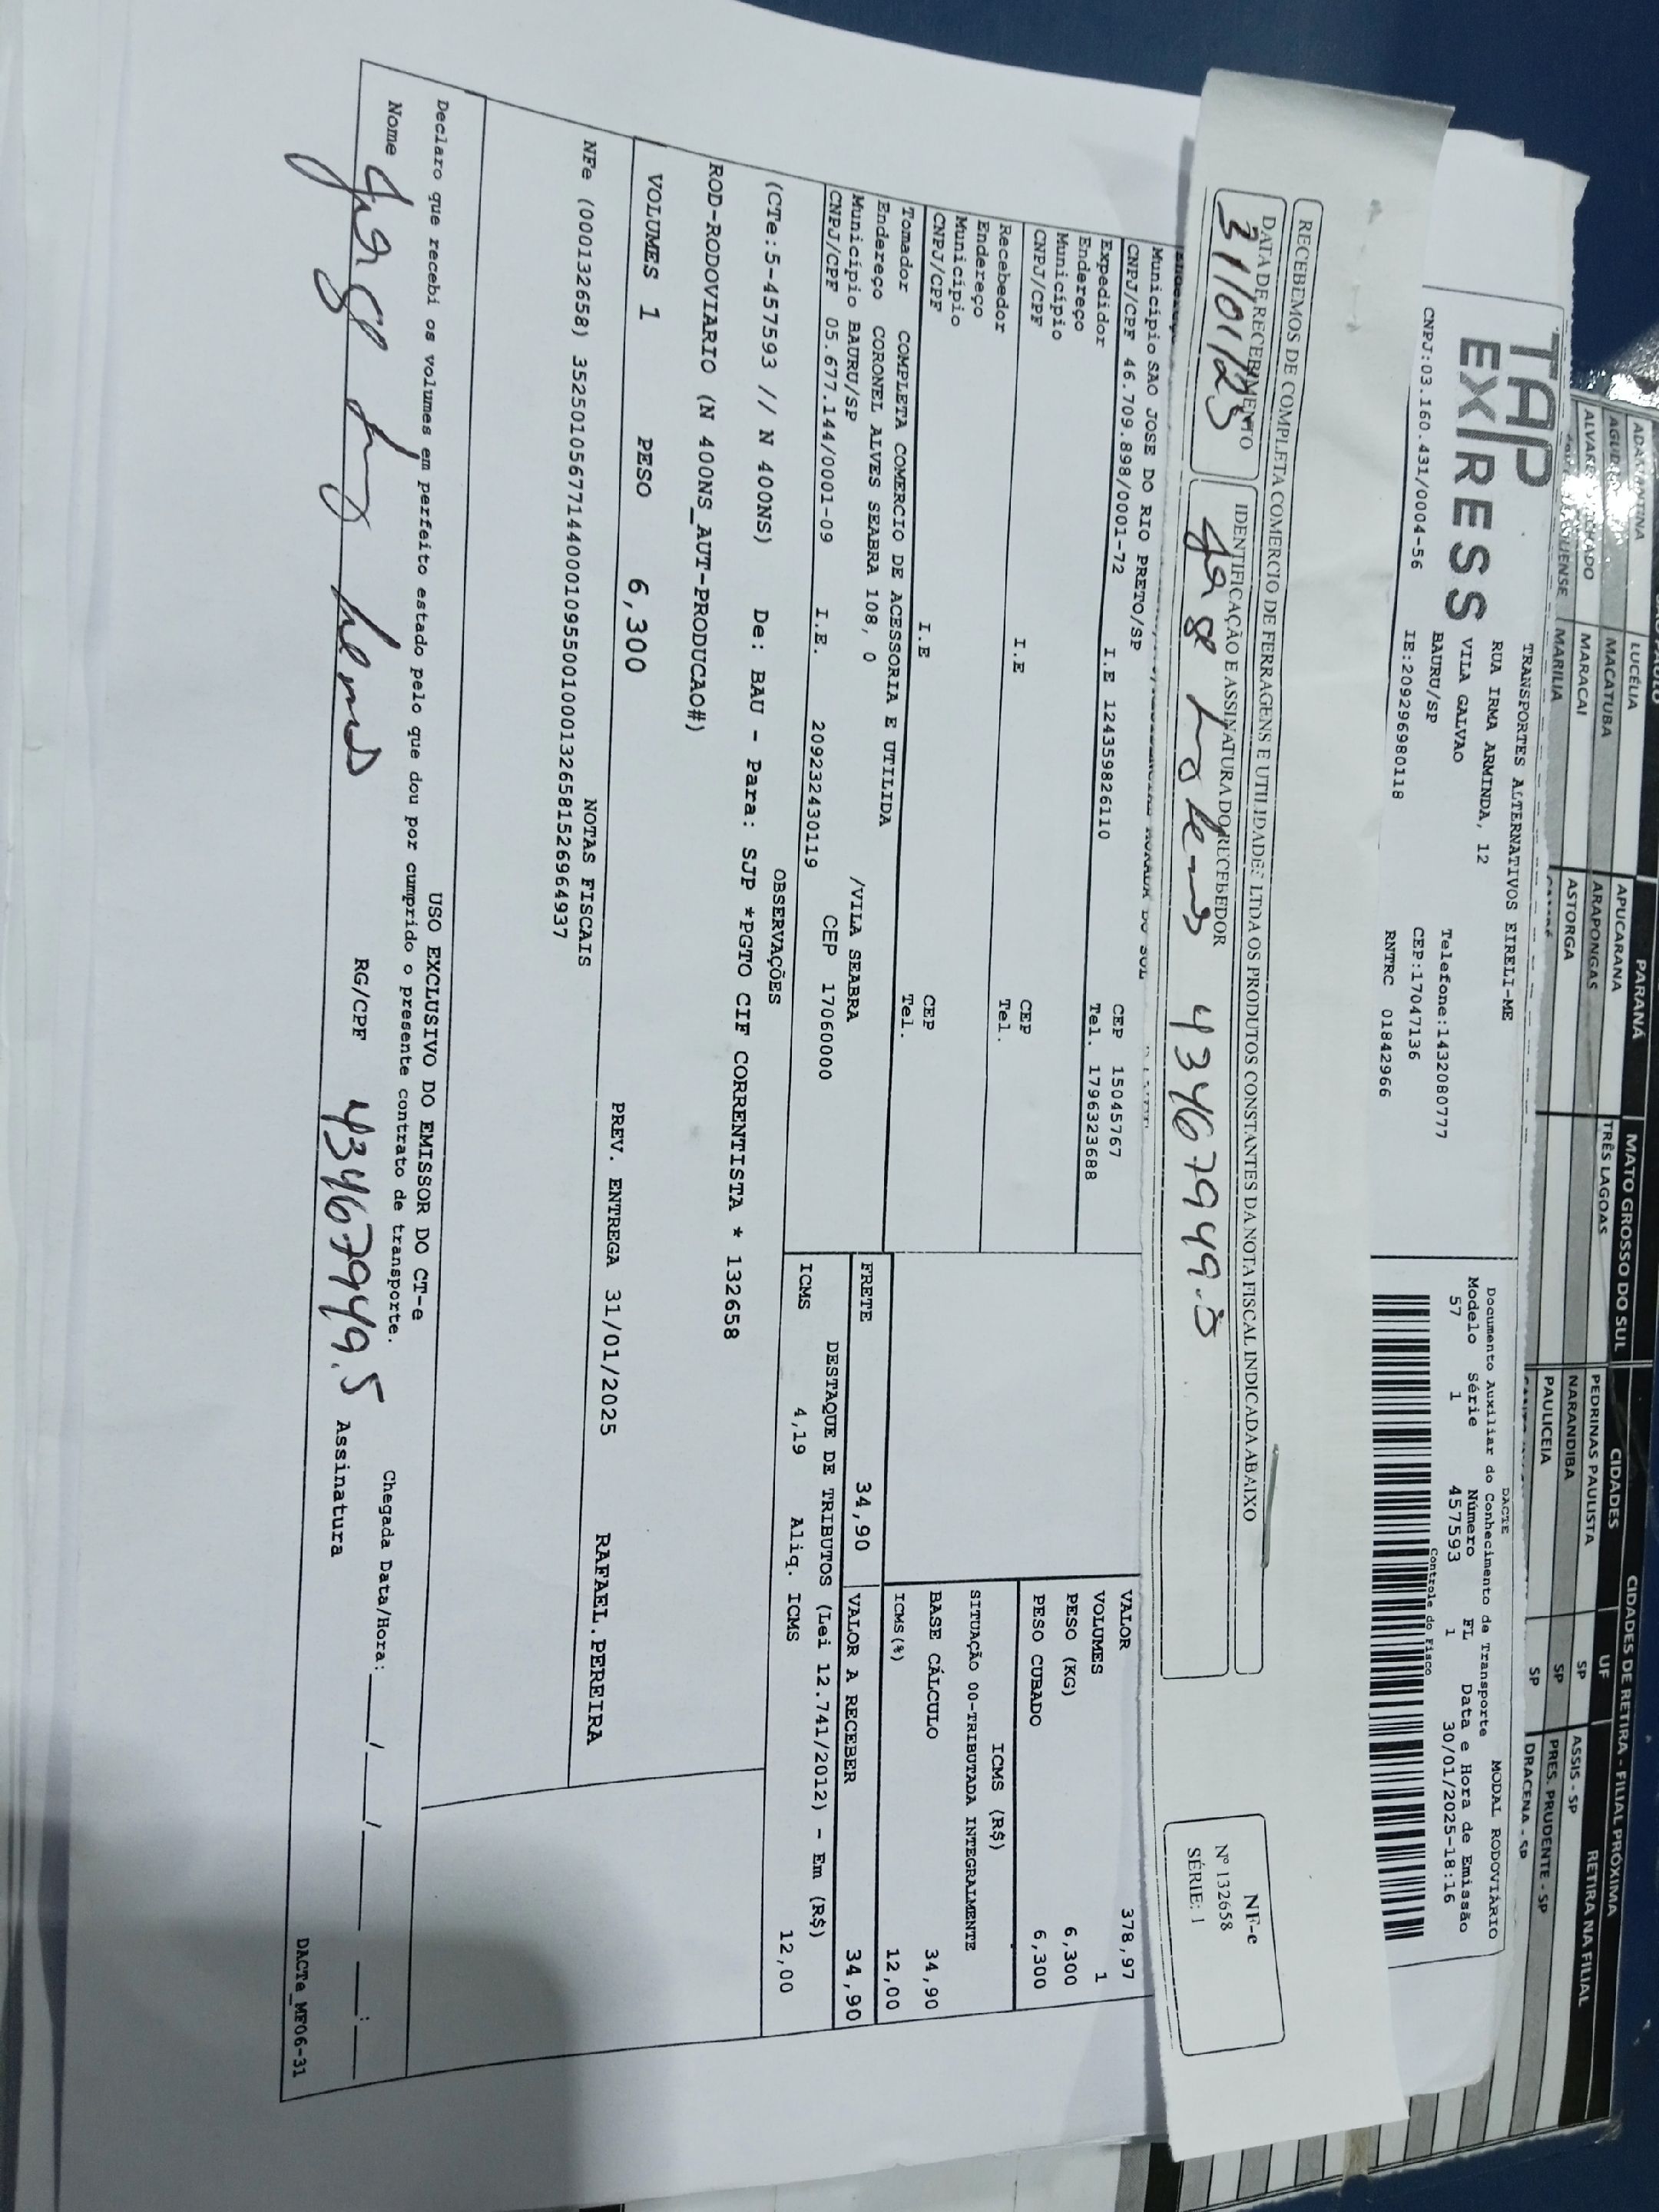 LUCÉLIA
APUCARANA
PARANÁ
TRÊS LAGOAS
MATO GROSSO DO SUL
CIDADES
CIDADES DE RETIRA - FILIAL PRÓXIMA
UF
RETIRA NA FILIAL
MACATUBA
ARAPONGAS
PEDRINAS PAULISTA
SP
ASSIS - SP
MARACAI
ASTORGA
NARANDIBA
SP
PRES. PRUDENTE - SP
MARILIA
PAULICEIA
SP
DRACENA - SP
TAP
EXPRESS
TRANSPORTES ALTERNATIVOS EIRELI-ME
RUA IRMA ARMINDA, 12
VILA GALVAO
Telefone:1432080777
BAURU/SP
CEP:17047136
CNPJ:03.160.431/0004-56
IE:209296980118
RNTRC 01842966
DACTE
MODAL RODOVIÁRIO
Documento Auxiliar do Conhecimento de Transporte
Modelo Série Número FL Data e Hora de Emissão
57 1 457593 1 30/01/2025-18:16
Controle do Fisco
RECEBEMOS DE COMPLETA COMERCIO DE FERRAGENS E UTILIDADES LTDA OS PRODUTOS CONSTANTES DA NOTA FISCAL INDICADA ABAIXO
DATA DE RECEBIMENTO
IDENTIFICAÇÃO E ASSINATURA DO RECEBEDOR
31/01/25
43467949.5
NF-e
Nº 132658
SÉRIE: 1
Município SAO JOSE DO RIO PRETO/SP
CEP 15045767
CNPJ/CPF 46.709.898/0001-72 I.E 124359826110 Tel. 1796323688
Expedidor
Endereço
Município
CEP
CNPJ/CPF
I.E
Tel.
Recebedor
Endereço
Município
CEP
CNPJ/CPF
I.E
Tel.
Tomador COMPLETA COMERCIO DE ACESSORIA E UTILIDA
Endereço CORONEL ALVES SEABRA 108, 0 /VILA SEABRA
Município BAURU/SP
CEP 17060000
CNPJ/CPF 05.677.144/0001-09 I.E. 209232430119
VALOR 378,97
VOLUMES 1
PESO (KG) 6,300
PESO CUBADO 6,300
ICMS (R$)
SITUAÇÃO 00-TRIBUTADA INTEGRALMENTE
BASE CÁLCULO 34,90
ICMS(%) 12,00
FRETE 34,90 VALOR A RECEBER 34,90
DESTAQUE DE TRIBUTOS (Lei 12.741/2012) - Em (R$)
ICMS 4,19 Aliq. ICMS 12,00
OBSERVAÇÕES
(CTe:5-457593 // N 400NS) De: BAU - Para: SJP *PGTO CIF CORRENTISTA * 132658
ROD-RODOVIARIO (N 400NS_AUT-PRODUCAO#)
VOLUMES 1 PESO 6,300 PREV. ENTREGA 31/01/2025 RAFAEL.PEREIRA
NOTAS FISCAIS
NFe (000132658) 35250105677144000109550010001326581526964937
USO EXCLUSIVO DO EMISSOR DO CT-e
Declaro que recebi os volumes em perfeito estado pelo que dou por cumprido o presente contrato de transporte.
Chegada Data/Hora:___/___/_____ ___:___
Nome RG/CPF 43467949.5 Assinatura
DACTe_MF06-31